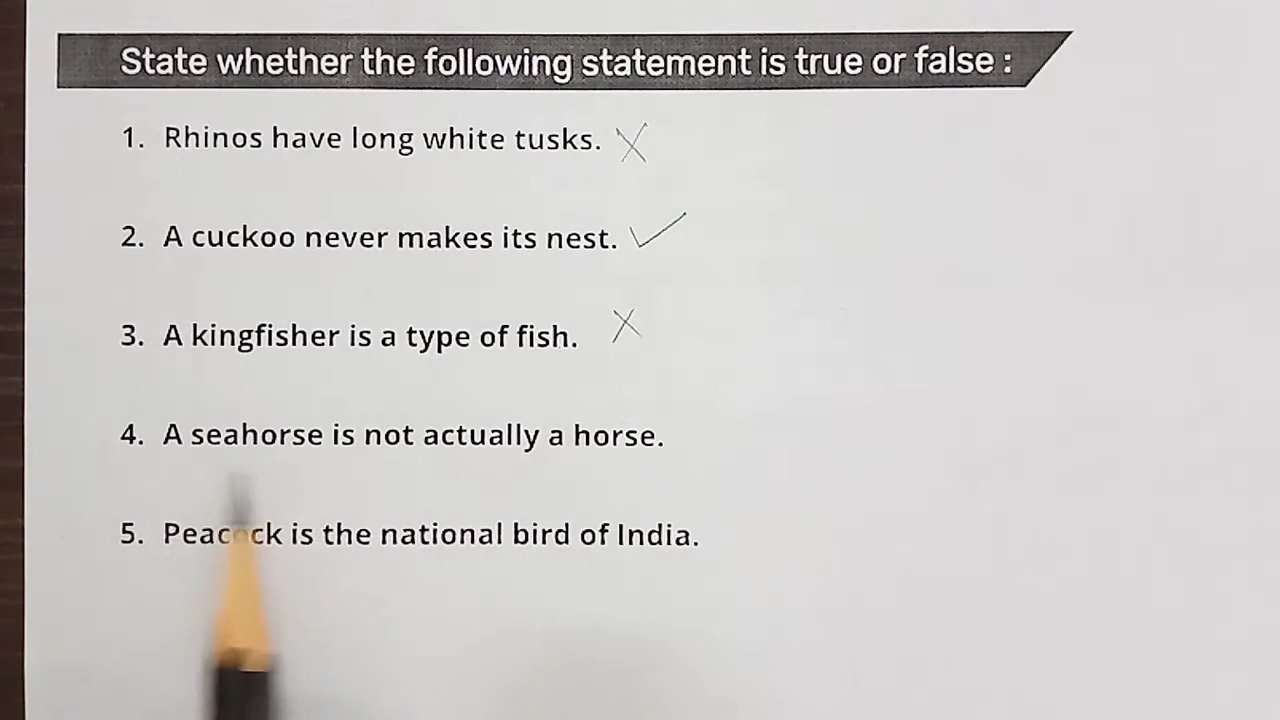 State whether the following statement is true or false :
1. Rhinos have long white tusks. ✗
2. A cuckoo never makes its nest. ✓
3. A kingfisher is a type of fish. ✗
4. A seahorse is not actually a horse.
5. Peacock is the national bird of India.